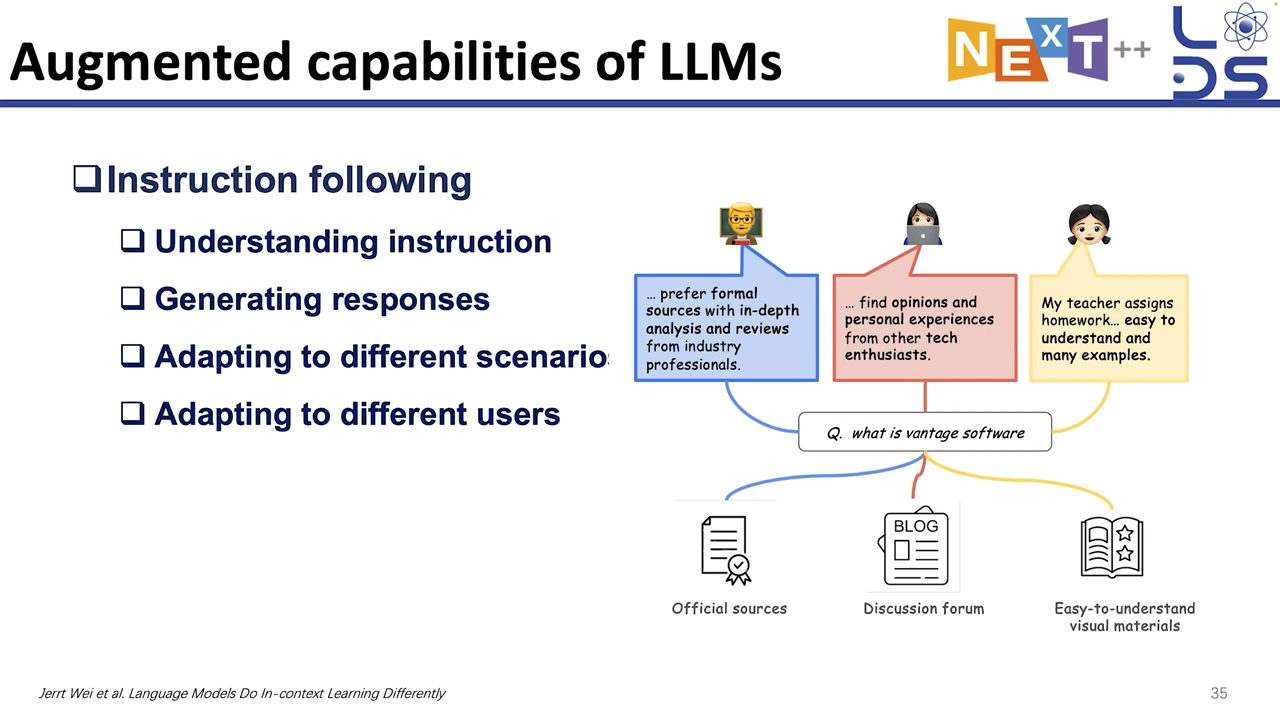 Augmented capabilities of LLMs
NExT++
LDS
Instruction following
Understanding instruction
Generating responses
Adapting to different scenarios
Adapting to different users
... prefer formal
sources with in-depth
analysis and reviews
from industry
professionals.
... find opinions and
personal experiences
from other tech
enthusiasts.
My teacher assigns
homework... easy to
understand and
many examples.
Q. what is vantage software
BLOG
Official sources
Discussion forum
Easy-to-understand
visual materials
Jerrt Wei et al. Language Models Do In-context Learning Differently
35